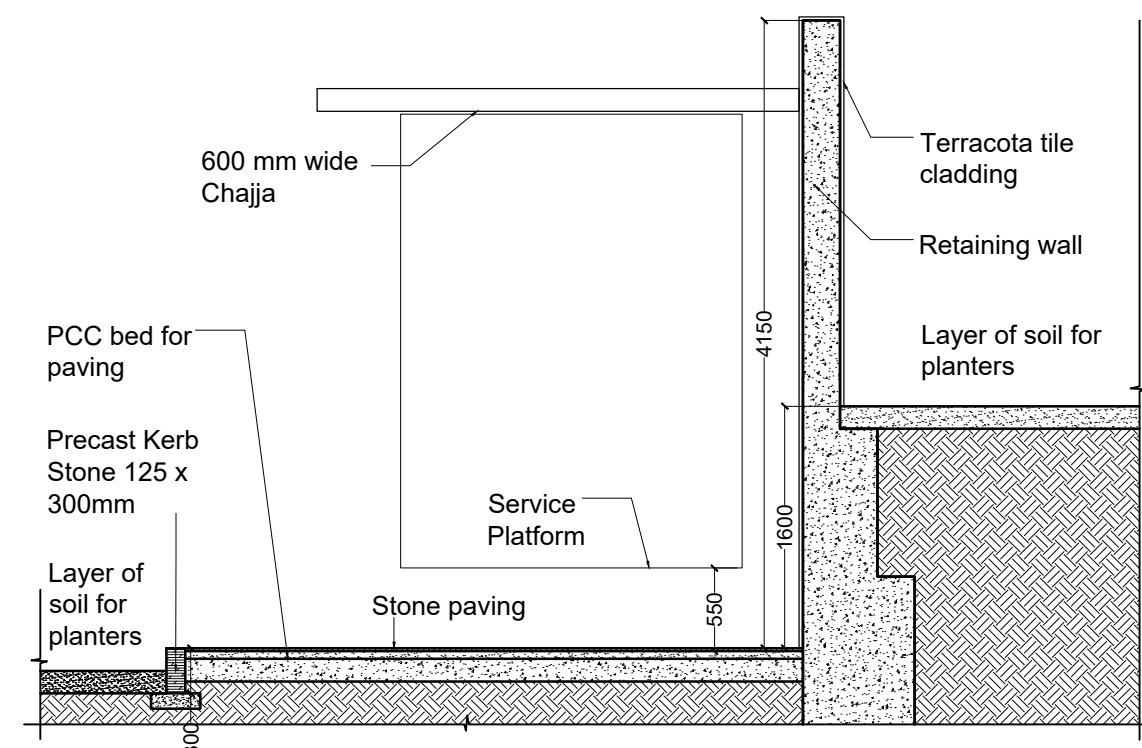 600 mm wide
Chajja
Terracota tile
cladding
Retaining wall
4150
PCC bed for
paving
Layer of soil for
planters
Precast Kerb
Stone 125 x
300mm
Service
Platform
1600
Layer of
soil for
planters
Stone paving
550